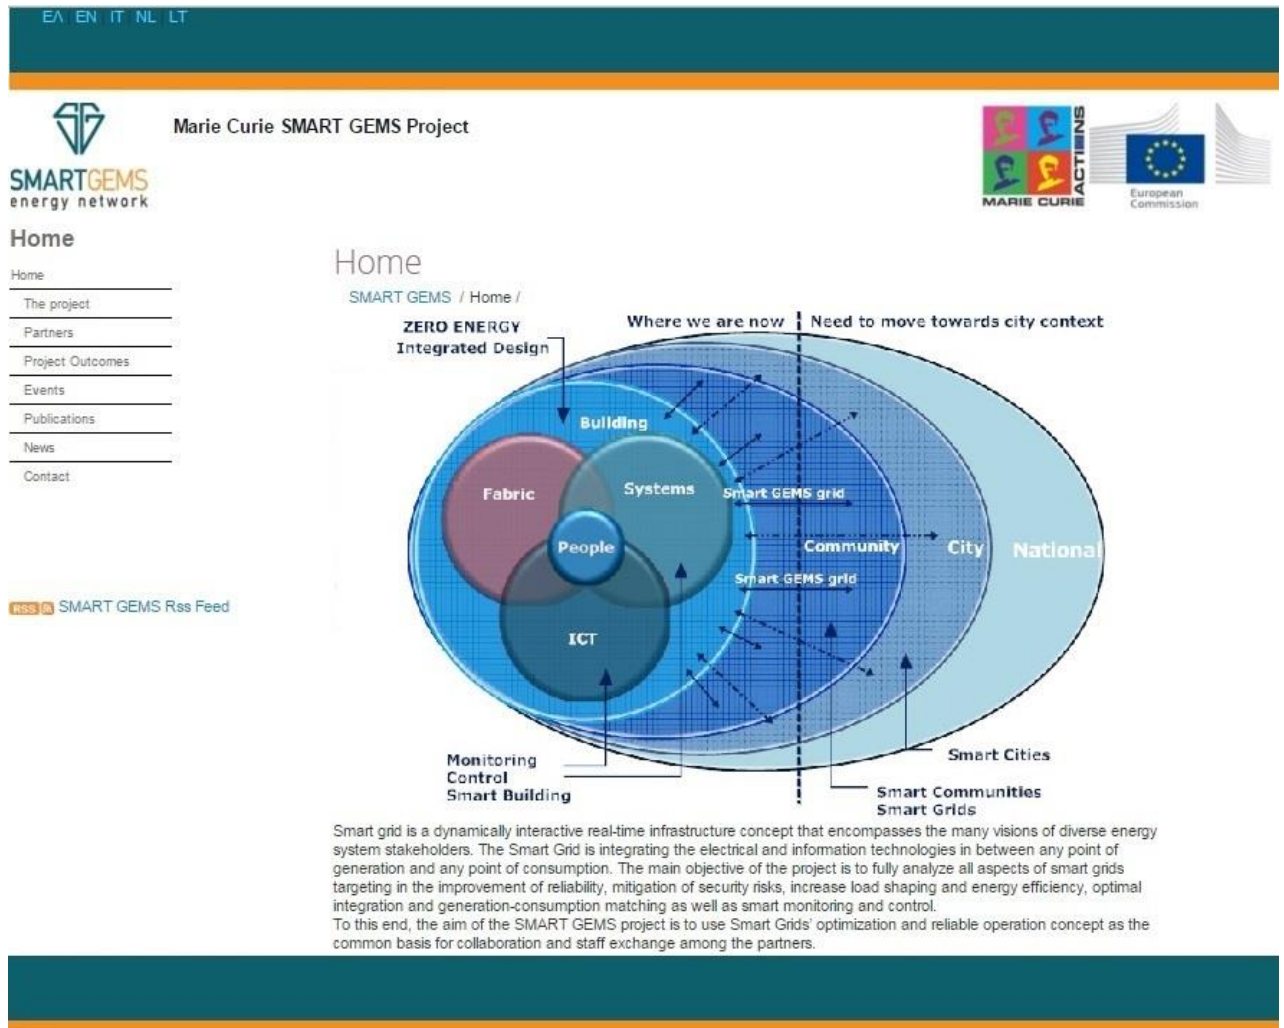 ΕΛ EN IT NL LT
Marie Curie SMART GEMS Project
SMARTGEMS
energy network
MARIE CURIE
ACTIONS
European
Commission
Home
Home
The project
Partners
Project Outcomes
Events
Publications
News
Contact
RSS
SMART GEMS Rss Feed
Home
SMART GEMS / Home /
ZERO ENERGY
Integrated Design
Where we are now
Need to move towards city context
Building
Fabric
Systems
People
ICT
Smart GEMS grid
Community
City
National
Smart GEMS grid
Monitoring
Control
Smart Building
Smart Cities
Smart Communities
Smart Grids
Smart grid is a dynamically interactive real-time infrastructure concept that encompasses the many visions of diverse energy
system stakeholders. The Smart Grid is integrating the electrical and information technologies in between any point of
generation and any point of consumption. The main objective of the project is to fully analyze all aspects of smart grids
targeting in the improvement of reliability, mitigation of security risks, increase load shaping and energy efficiency, optimal
integration and generation-consumption matching as well as smart monitoring and control.
To this end, the aim of the SMART GEMS project is to use Smart Grids' optimization and reliable operation concept as the
common basis for collaboration and staff exchange among the partners.